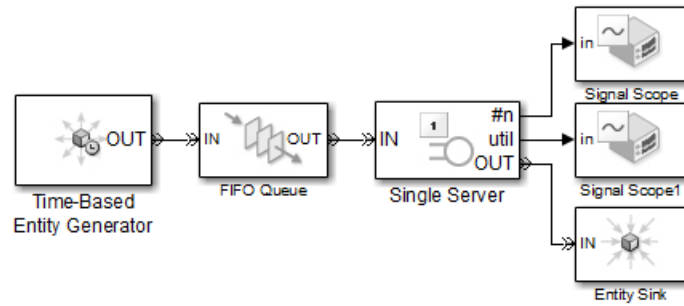 in
Signal Scope
OUT
Time-Based
Entity Generator
IN
OUT
FIFO Queue
IN
1
#n
util
OUT
Single Server
in
Signal Scope1
IN
Entity Sink